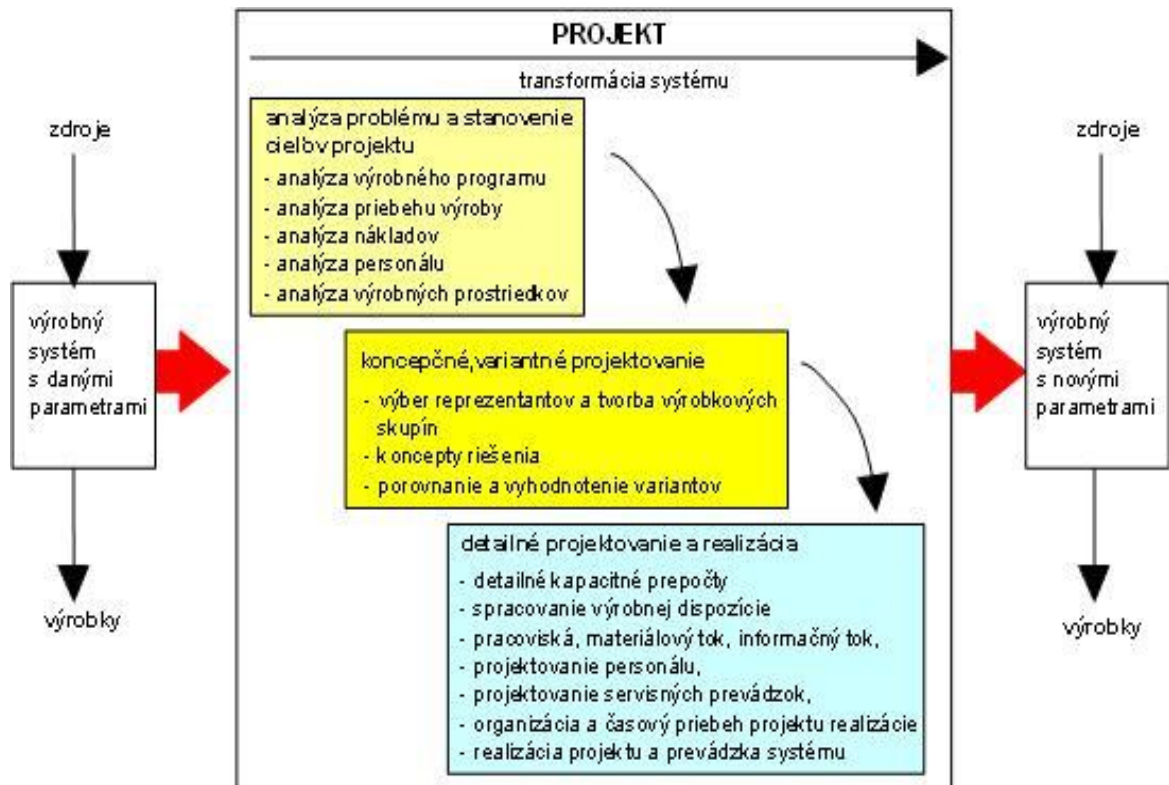 PROJEKT
transformácia systému
zdroje
výrobný
systém
s danými
parametrami
výrobky
analýza problému a stanovenie
cieľov projektu
- analýza výrobného programu
- analýza priebehu výroby
- analýza nákladov
- analýza personálu
- analýza výrobných prostriedkov
koncepčné,variantné projektovanie
- výber reprezentantov a tvorba výrobkových
skupín
- koncepty riešenia
- porovnanie a vyhodnotenie variantov
detailné projektovanie a realizácia
- detailné kapacitné prepočty
- spracovanie výrobnej dispozície
- pracoviská, materiálový tok, informačný tok,
- projektovanie personálu,
- projektovanie servisných prevádzok,
- organizácia a časový priebeh projektu realizácie
- realizácia projektu a prevádzka systému
zdroje
výrobný
systém
s novými
parametrami
výrobky